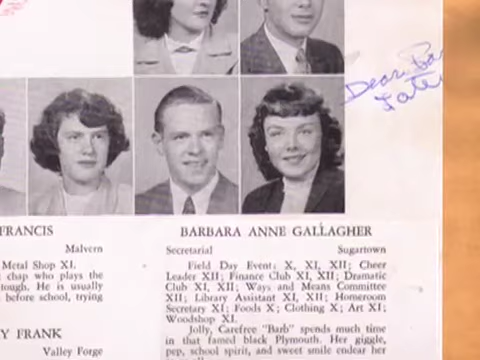 Dear
FRANCIS
Malvern
Metal Shop XI.
chap who plays the
tough. He is usually
before school, trying
Y FRANK
Valley Forge
BARBARA ANNE GALLAGHER
Secretarial Sugartown
Field Day Events X, XI, XII; Cheer
Leader XII; Finance Club XI, XII; Dramatic
Club XI, XII; Ways and Means Committee
XII; Library Assistant XI, XII; Homeroom
Secretary XI; Foods X; Clothing X; Art XI;
Woodshop XI.
Jolly, Carefree "Barb" spends much time
in that famed black Plymouth. Her giggle,
pep, school spirit, and sweet smile endear her